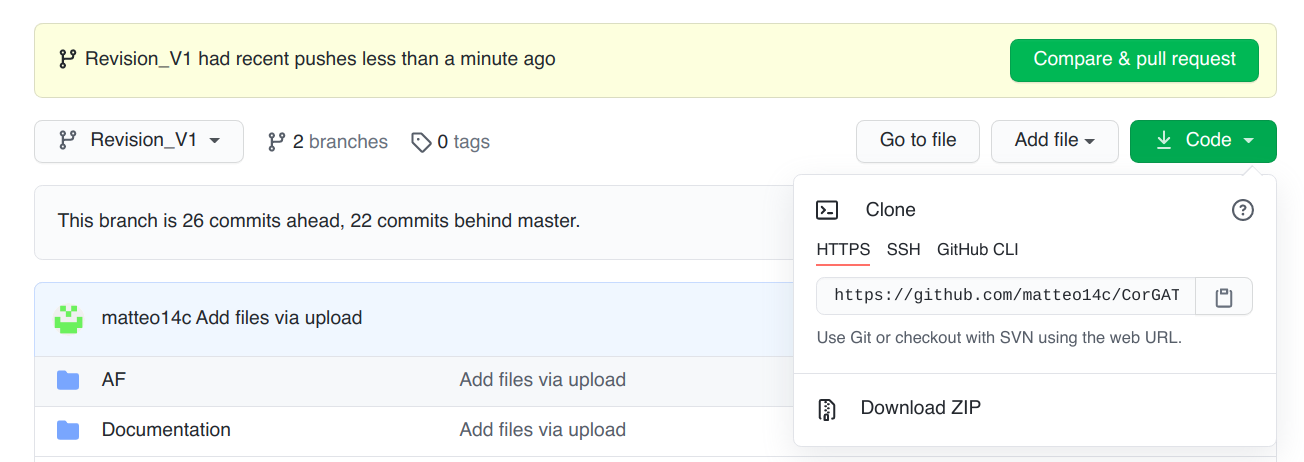 Revision_V1 had recent pushes less than a minute ago
Compare & pull request
Revision_V1
2 branches
0 tags
Go to file
Add file
Code
This branch is 26 commits ahead, 22 commits behind master.
Clone
HTTPS SSH GitHub CLI
https://github.com/matteo14c/CorGAT
Use Git or checkout with SVN using the web URL.
Download ZIP
matteo14c Add files via upload
AF Add files via upload
Documentation Add files via upload